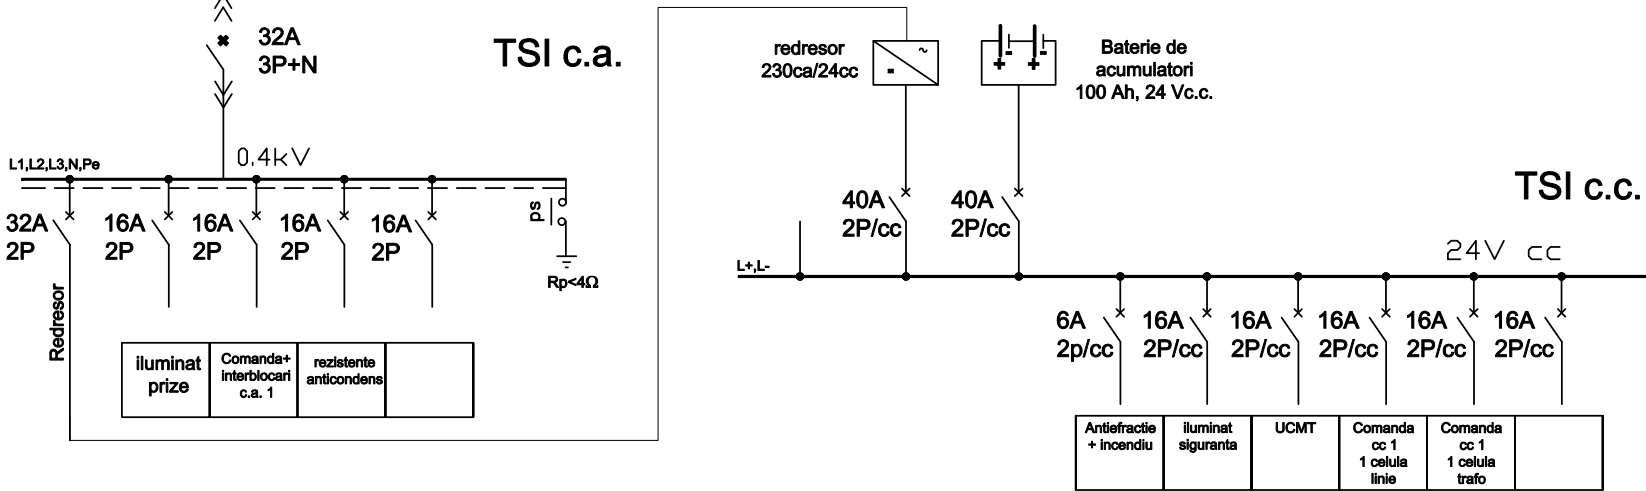 32A
3P+N
TSI c.a.
redresor
230ca/24cc
Baterie de
acumulatori
100 Ah, 24 Vc.c.
L1,L2,L3,N,Pe
0.4kV
32A
2P
16A
2P
16A
2P
16A
2P
16A
2P
ps
Rp<4Ω
Redresor
iluminat
prize
Comanda+
interblocari
c.a. 1
rezistente
anticondens
40A
2P/cc
40A
2P/cc
TSI c.c.
24V cc
L+,L-
6A
2p/cc
16A
2P/cc
16A
2P/cc
16A
2P/cc
16A
2P/cc
16A
2P/cc
Antiefractie
+ incendiu
iluminat
siguranta
UCMT
Comanda
cc 1
1 celula
linie
Comanda
cc 1
1 celula
trafo